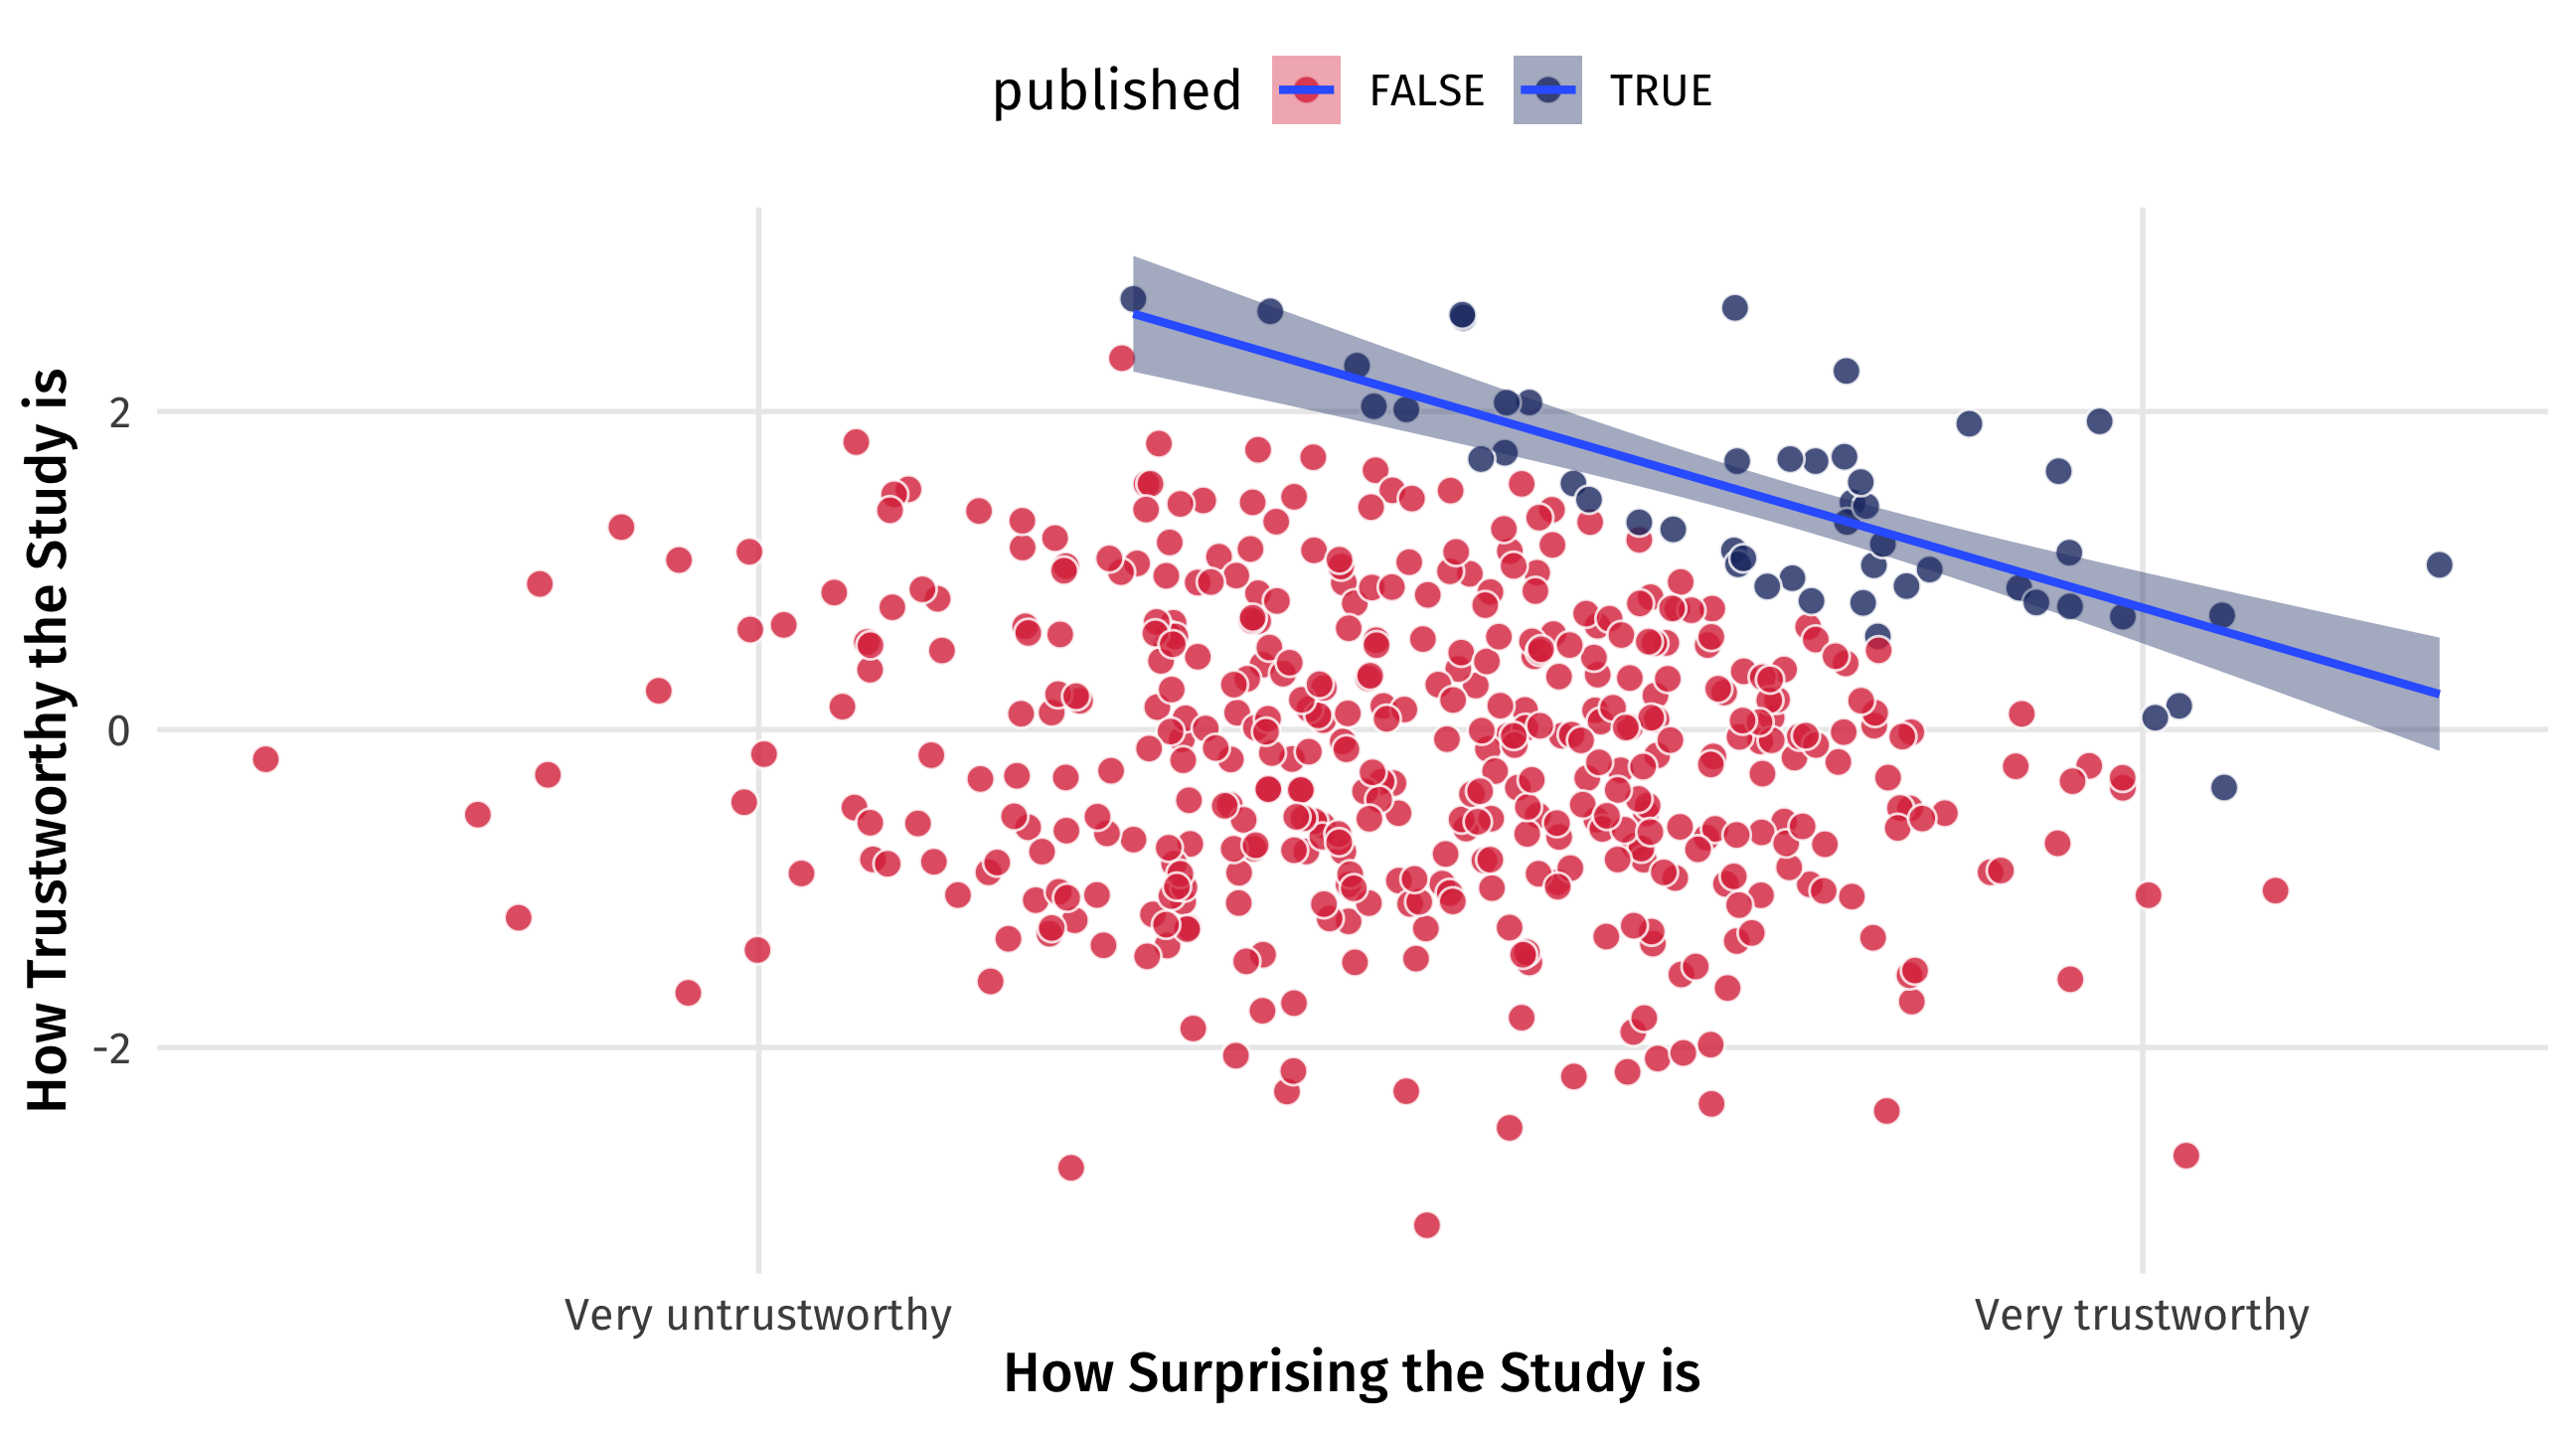 published FALSE TRUE
How Trustworthy the Study is
2
0
-2
Very untrustworthy Very trustworthy
How Surprising the Study is